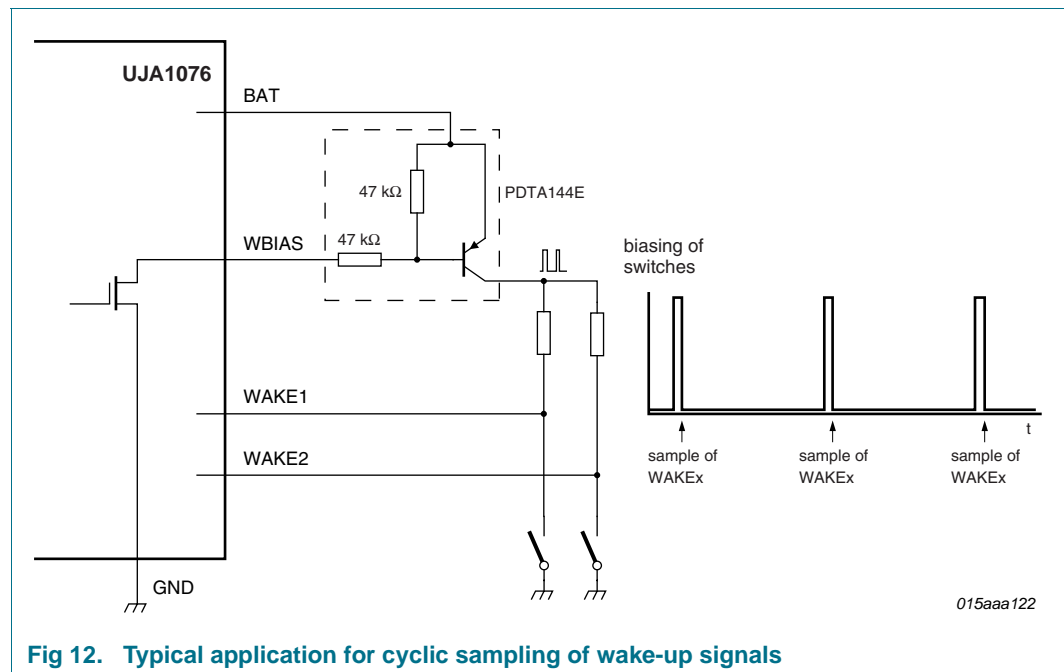 UJA1076
BAT
47 kΩ
PDTA144E
WBIAS
47 kΩ
biasing of
switches
WAKE1
WAKE2
t
sample of
WAKEx
sample of
WAKEx
sample of
WAKEx
GND
015aaa122
Fig 12. Typical application for cyclic sampling of wake-up signals